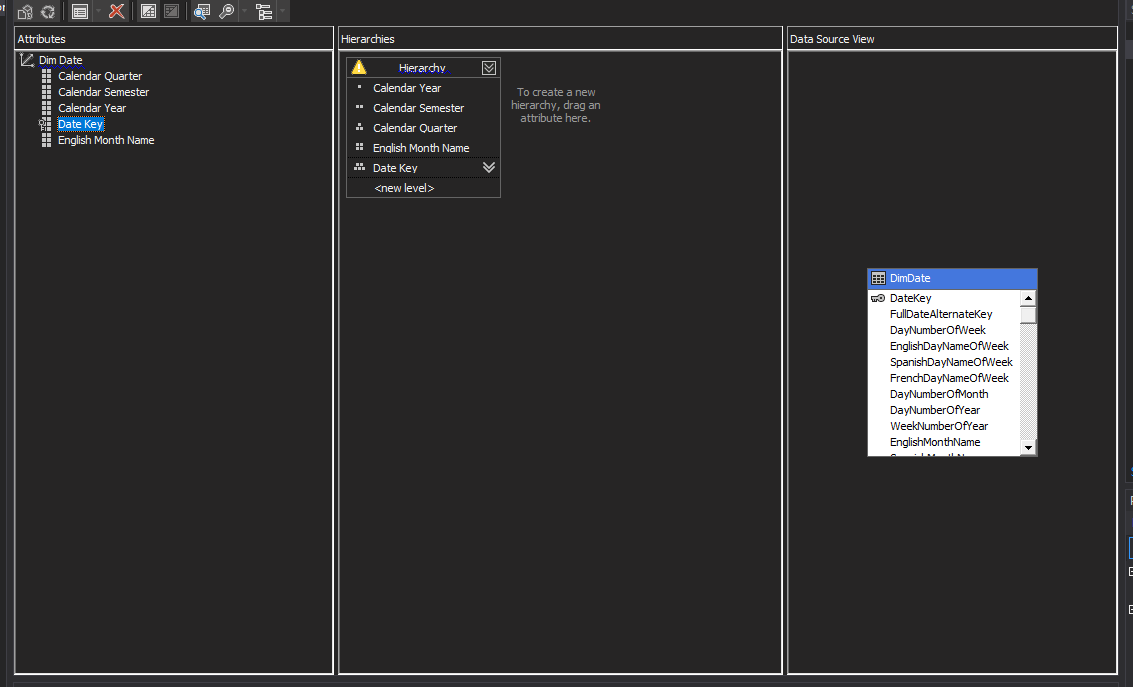 Attributes
Dim Date
Calendar Quarter
Calendar Semester
Calendar Year
Date Key
English Month Name
Hierarchies
Hierarchy
Calendar Year
Calendar Semester
Calendar Quarter
English Month Name
Date Key
<new level>
To create a new
hierarchy, drag an
attribute here.
Data Source View
DimDate
DateKey
FullDateAlternateKey
DayNumberOfWeek
EnglishDayNameOfWeek
SpanishDayNameOfWeek
FrenchDayNameOfWeek
DayNumberOfMonth
DayNumberOfYear
WeekNumberOfYear
EnglishMonthName